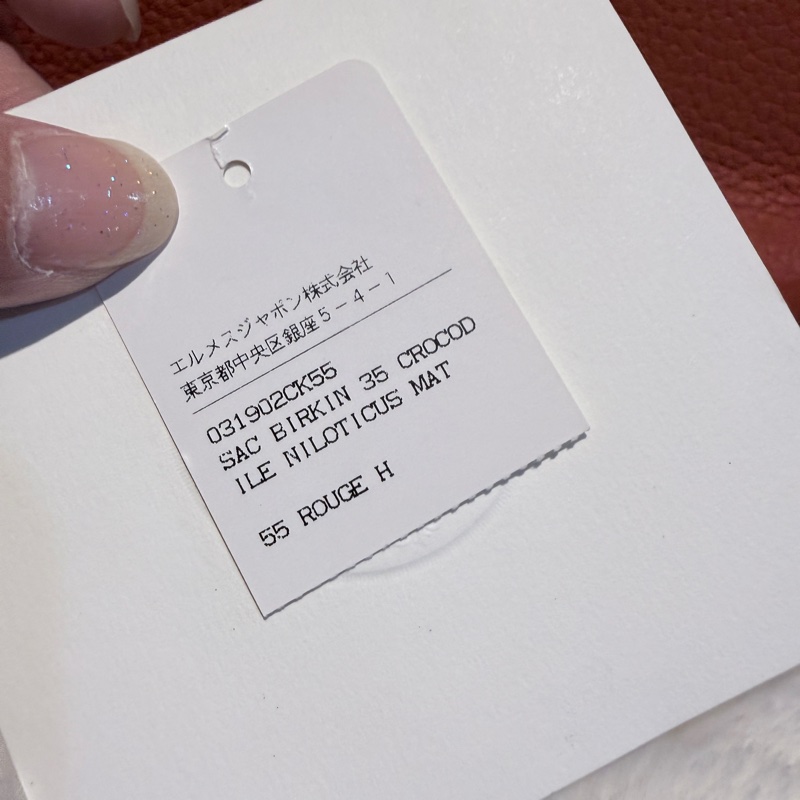 エルメスジャポン株式会社
東京都中央区銀座5-4-1
031902CK55
SAC BIRKIN 35 CROCOD
ILE NILOTICUS MAT
55 ROUGE H